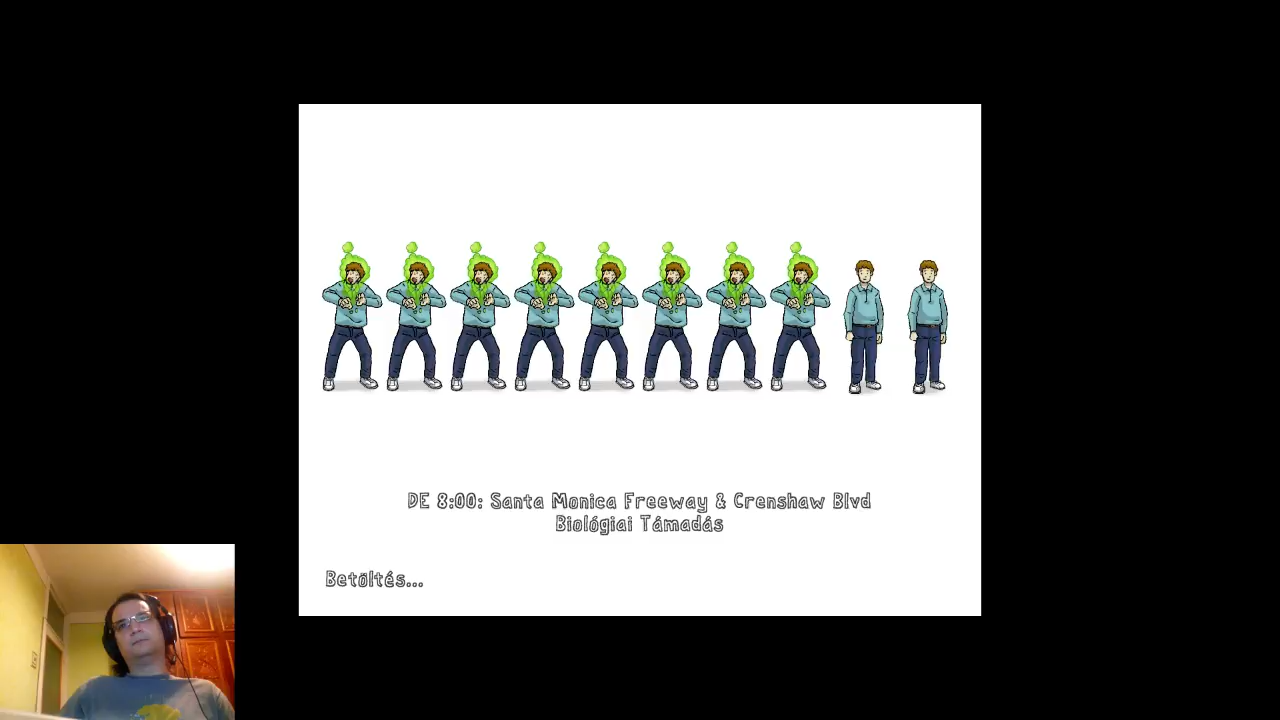 DE 8:00: Santa Monica Freeway & Crenshaw Blvd
Biológiai Támadás
Betöltés...